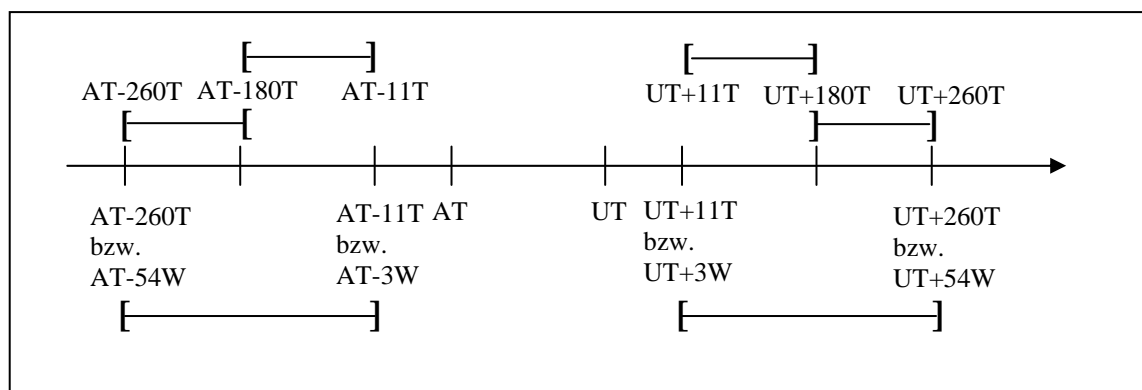 AT-260T AT-180T AT-11T UT+11T UT+180T UT+260T
AT-260T AT-11T AT UT UT+11T UT+260T
bzw. bzw. bzw. bzw.
AT-54W AT-3W UT+3W UT+54W